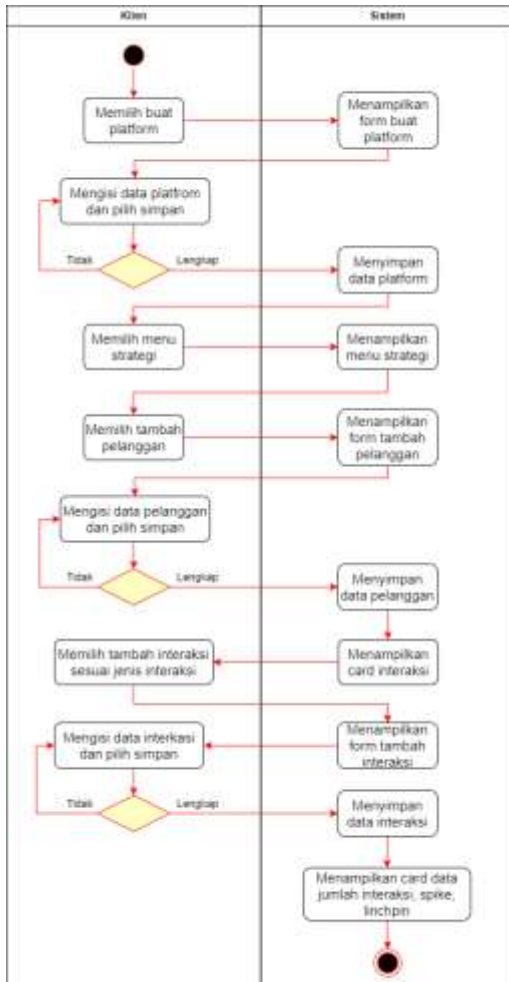 Klien
Sistem
Memilih buat
platform
Menampilkan
form buat
platform
Mengisi data platfrom
dan pilih simpan
Tidak
Lengkap
Menyimpan
data platform
Memilih menu
strategi
Menampilkan
menu strategi
Memilih tambah
pelanggan
Menampilkan
form tambah
pelanggan
Mengisi data pelanggan
dan pilih simpan
Tidak
Lengkap
Menyimpan
data pelanggan
Memilih tambah interaksi
sesuai jenis interaksi
Menampilkan
card interaksi
Mengisi data interkasi
dan pilih simpan
Menampilkan
form tambah
interaksi
Tidak
Lengkap
Menyimpan
data interaksi
Menampilkan card data
jumlah interaksi, spike,
linchpin